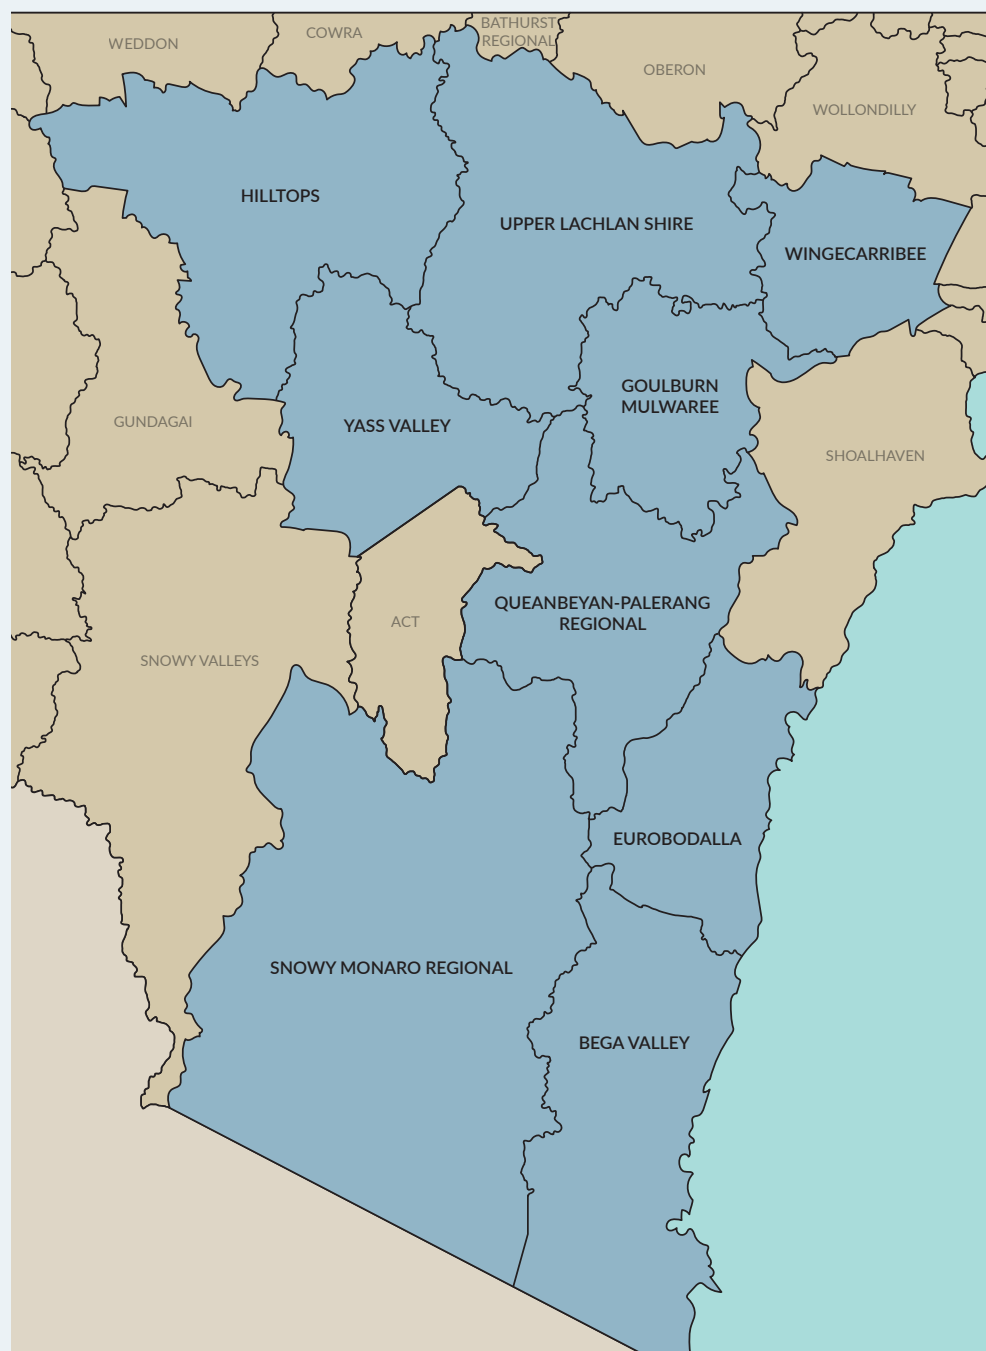 WEDDON
COWRA
BATHURST
REGIONAL
OBERON
WOLLONDILLY
HILLTOPS
UPPER LACHLAN SHIRE
WINGECARRIBEE
GOULBURN
MULWAREE
GUNDAGAI
YASS VALLEY
SHOALHAVEN
QUEANBEYAN-PALERANG
REGIONAL
ACT
SNOWY VALLEYS
EUROBODALLA
SNOWY MONARO REGIONAL
BEGA VALLEY